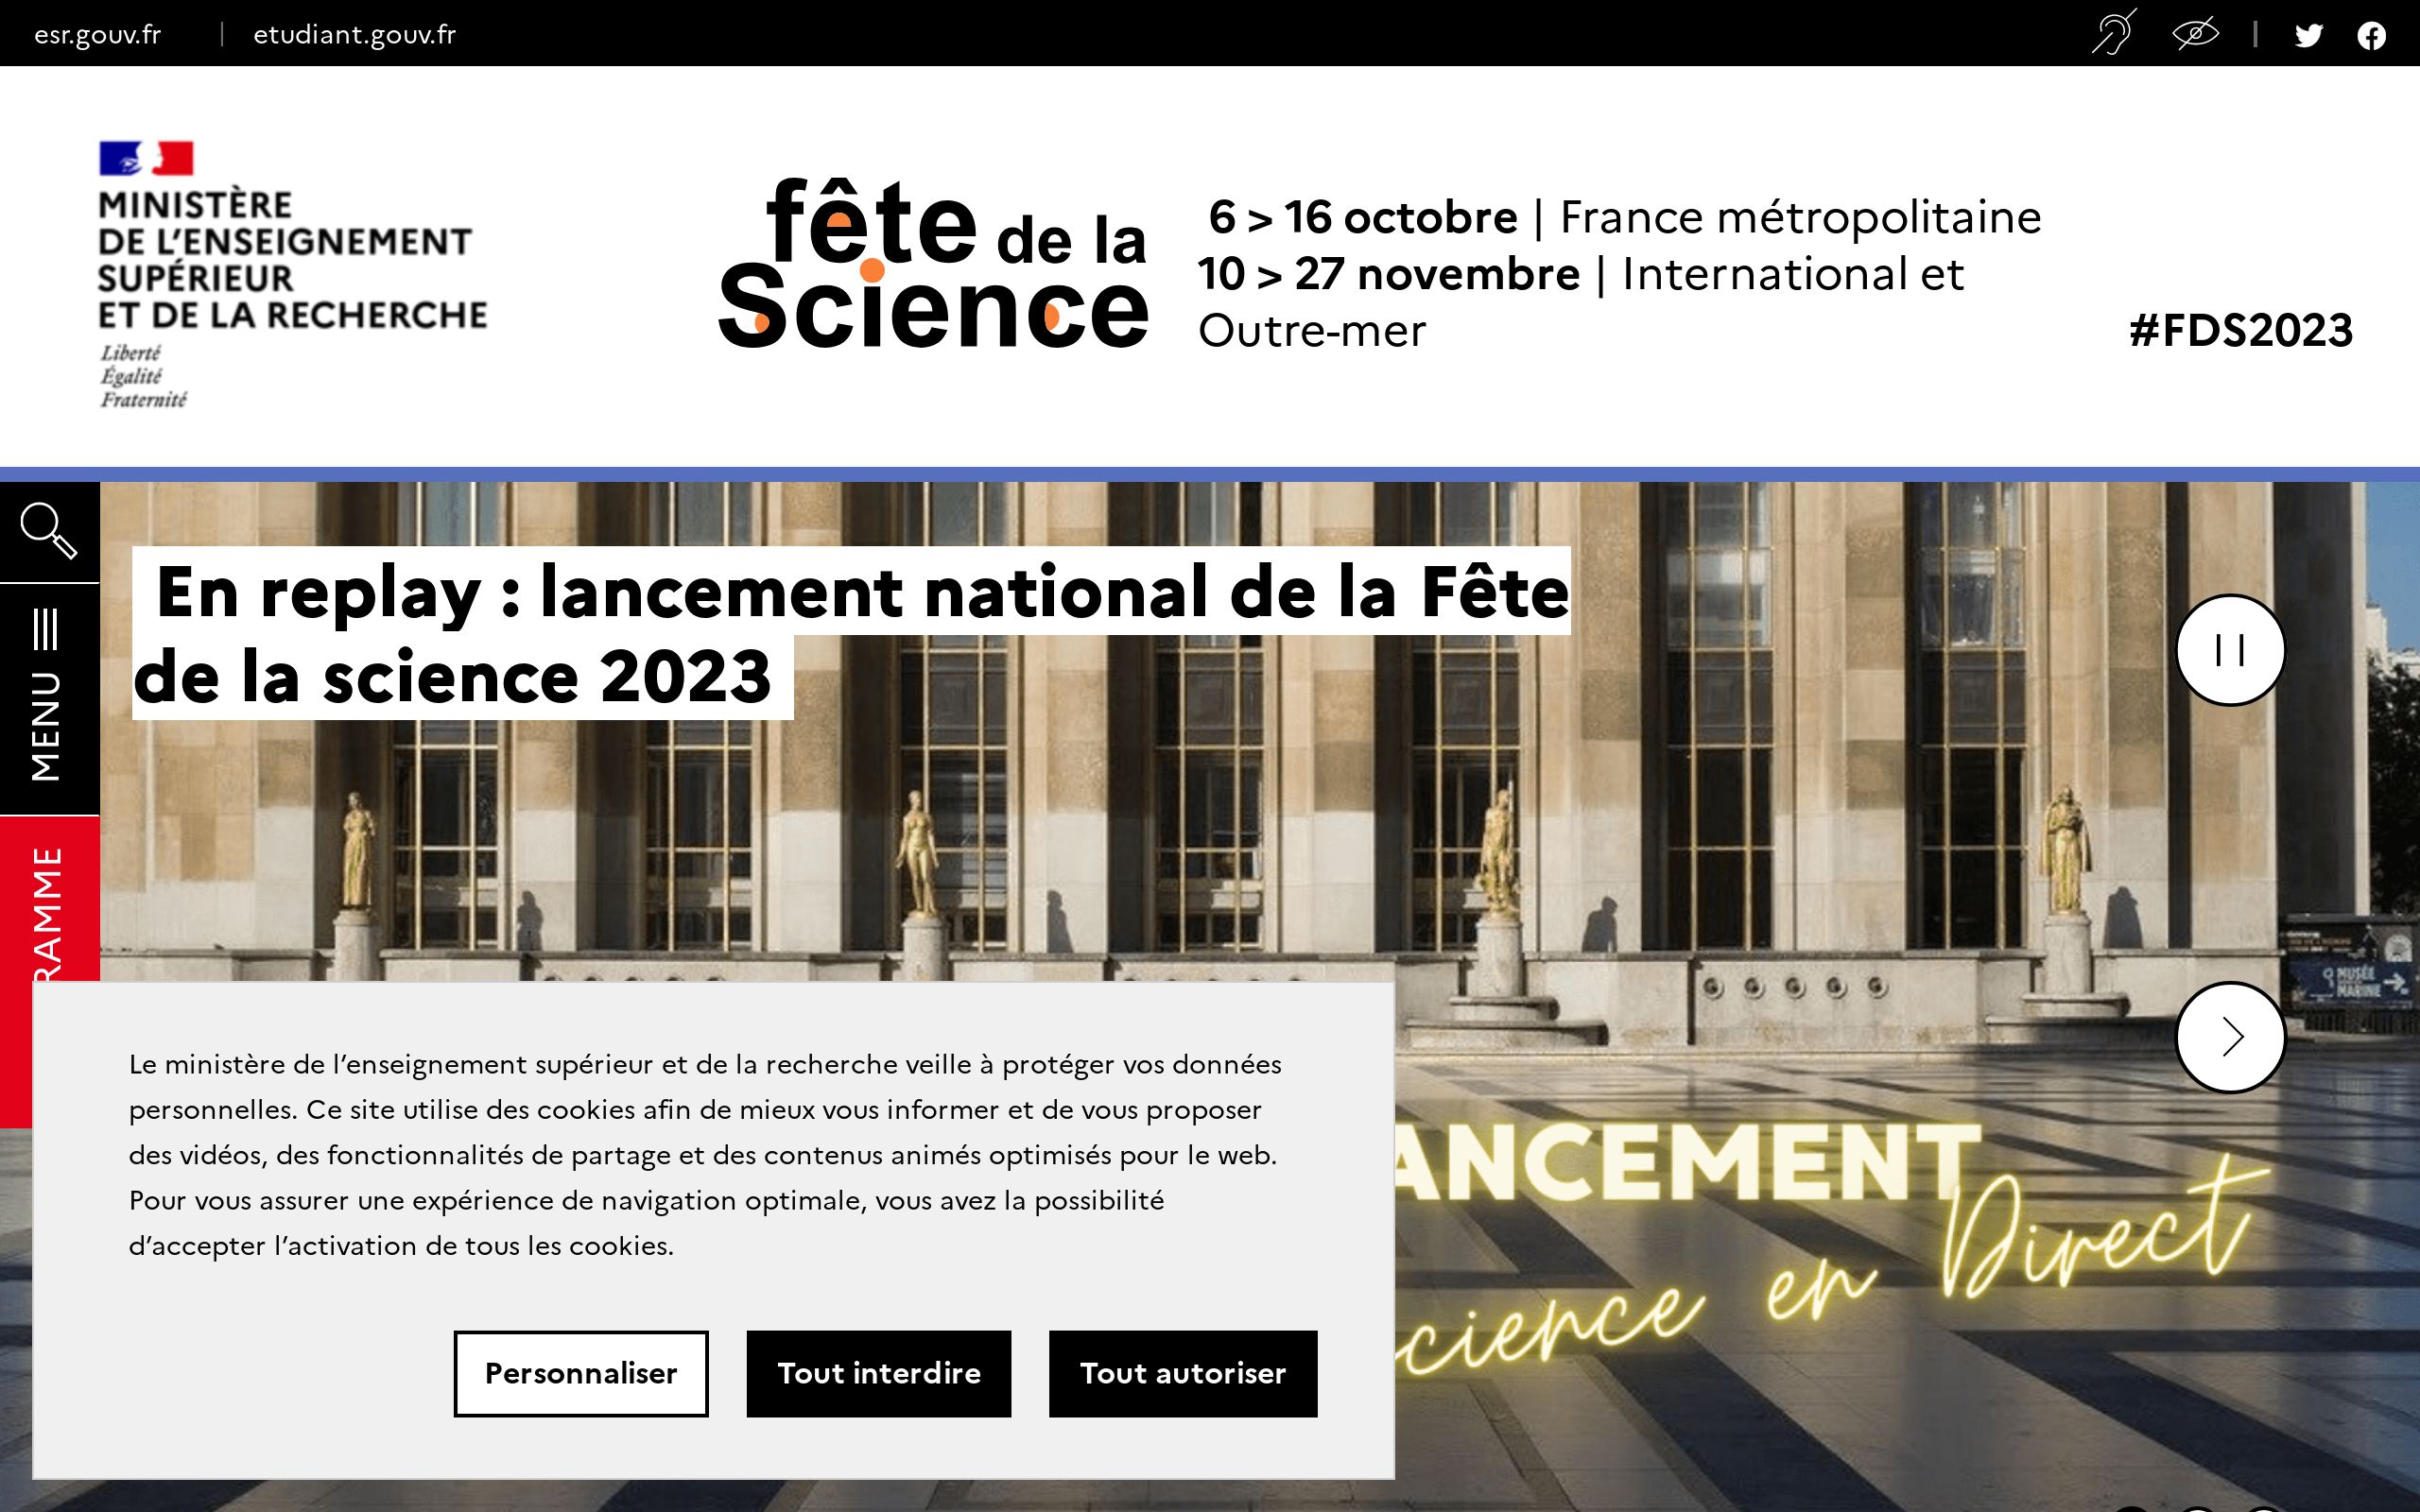 esr.gouv.fr | etudiant.gouv.fr
MINISTÈRE
DE L'ENSEIGNEMENT
SUPÉRIEUR
ET DE LA RECHERCHE
Liberté
Égalité
Fraternité
fête de la
Science
6 > 16 octobre | France métropolitaine
10 > 27 novembre | International et
Outre-mer
#FDS2023
En replay : lancement national de la Fête
de la science 2023
MENU
RAMME
MUSÉE
MARINE
ANCEMENT
cience en Direct
Le ministère de l’enseignement supérieur et de la recherche veille à protéger vos données
personnelles. Ce site utilise des cookies afin de mieux vous informer et de vous proposer
des vidéos, des fonctionnalités de partage et des contenus animés optimisés pour le web.
Pour vous assurer une expérience de navigation optimale, vous avez la possibilité
d’accepter l’activation de tous les cookies.
Personnaliser
Tout interdire
Tout autoriser